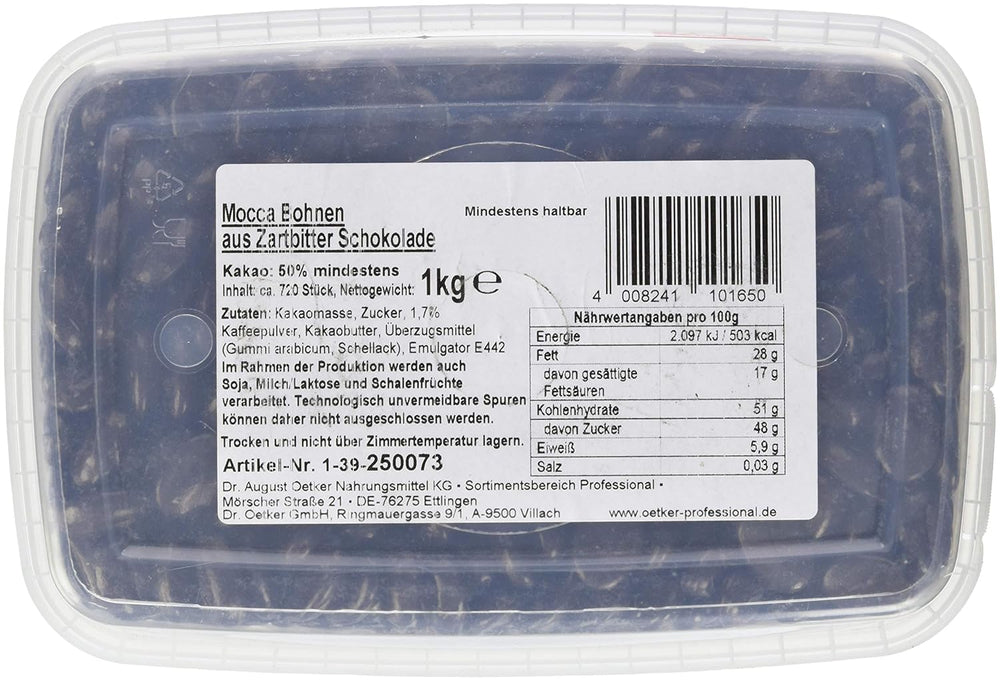 Mocca Bohnen
aus Zartbitter Schokolade
Mindestens haltbar
Kakao: 50% mindestens
Inhalt: ca. 720 Stück, Nettogewicht: 1kg e
Zutaten: Kakaomasse, Zucker, 1,7%
Kaffeepulver, Kakaobutter, Überzugsmittel
(Gummi arabicum, Schellack), Emulgator E442
Im Rahmen der Produktion werden auch
Soja, Milch/Laktose und Schalenfrüchte
verarbeitet. Technologisch unvermeidbare Spuren
können daher nicht ausgeschlossen werden.
Trocken und nicht über Zimmertemperatur lagern.
Artikel-Nr. 1-39-250073
4 008241 101650
Nährwertangaben pro 100g
Energie 2.097 kJ / 503 kcal
Fett 28 g
davon gesättigte 17 g
Fettsäuren
Kohlenhydrate 51 g
davon Zucker 48 g
Eiweiß 5,9 g
Salz 0,03 g
Dr. August Oetker Nahrungsmittel KG • Sortimentsbereich Professional •
Mörscher Straße 21 • DE-76275 Ettlingen
Dr. Oetker GmbH, Ringmauergasse 9/1, A-9500 Villach www.oetker-professional.de